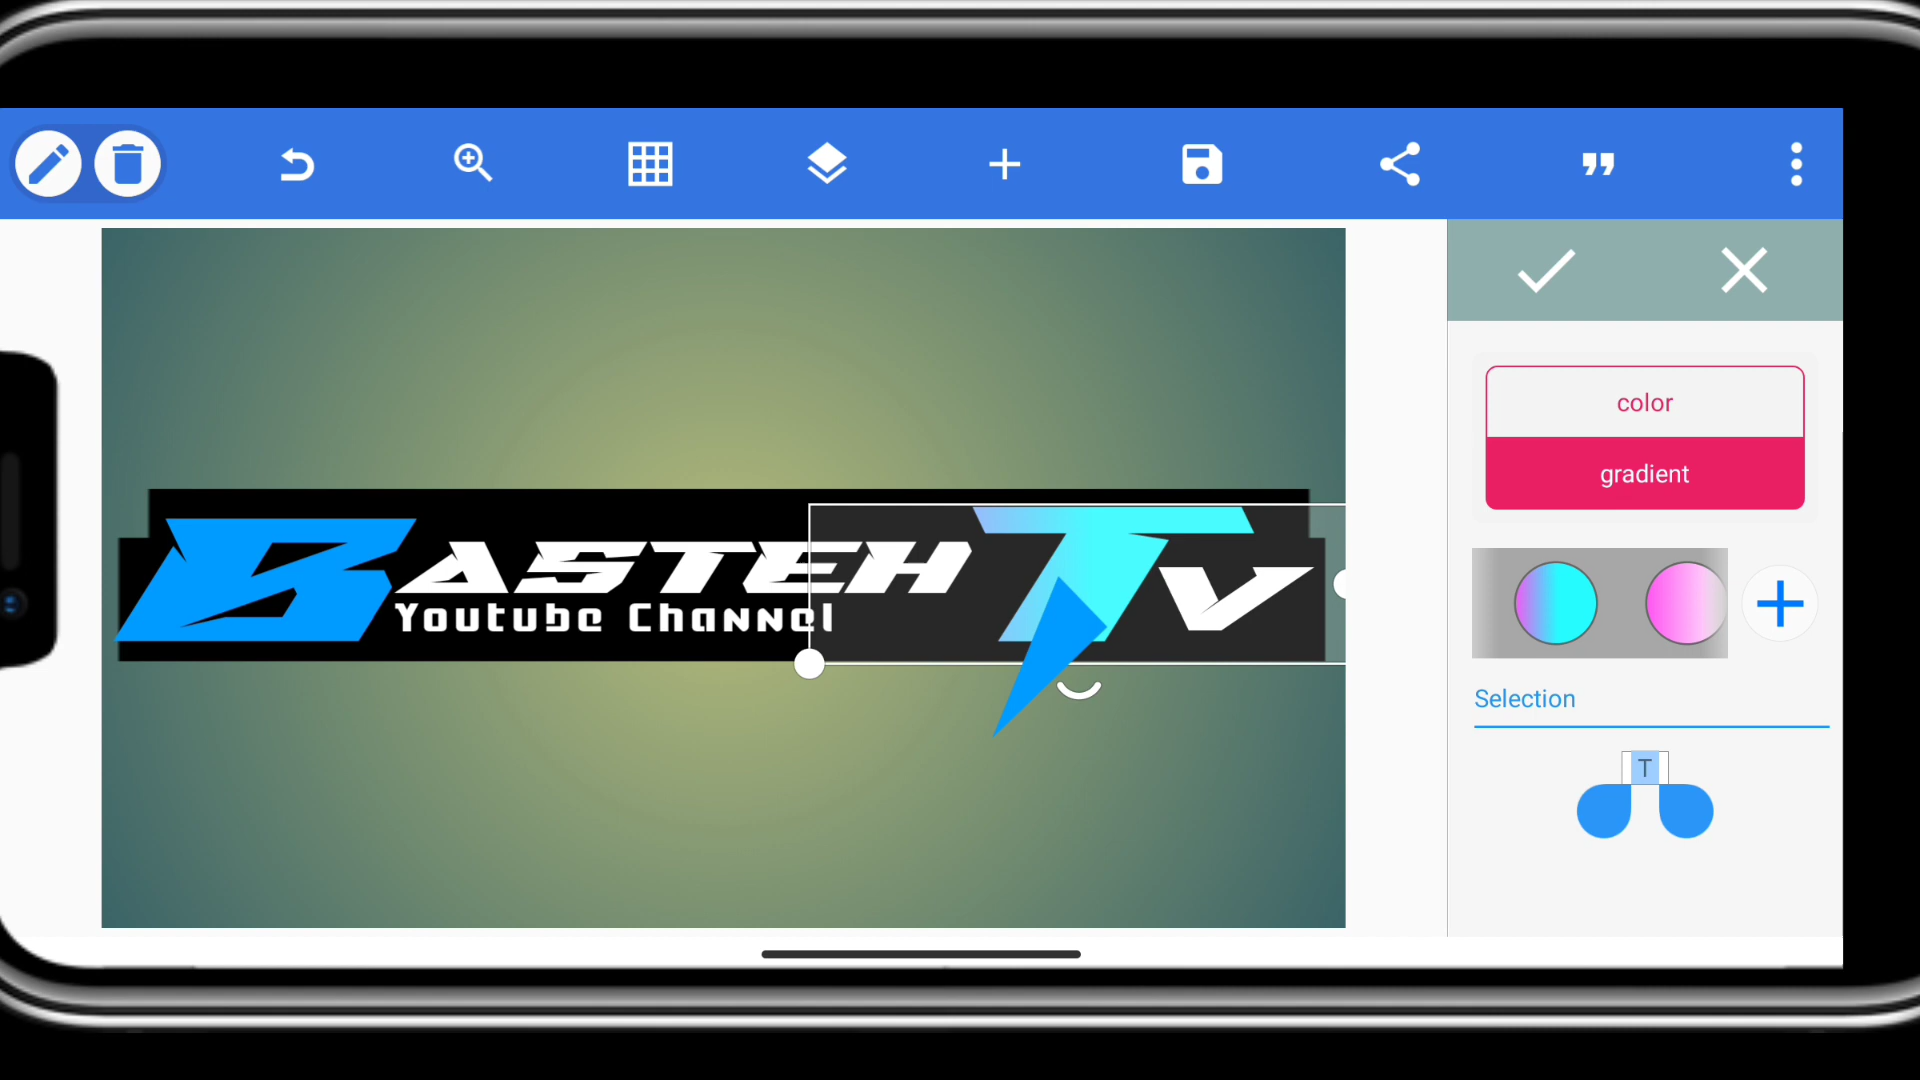 color
gradient
BASTEH TV
Youtube Channel
Selection
T